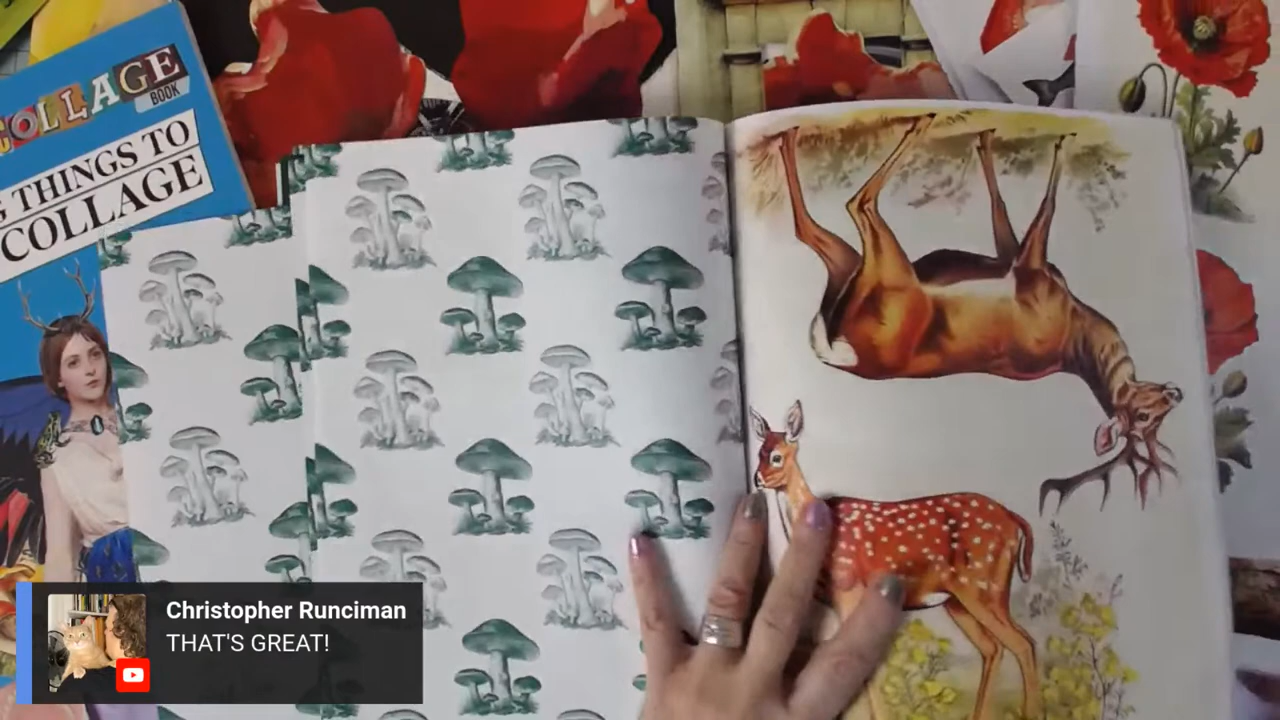 COLLAGE
BOOK
THINGS TO
COLLAGE
Christopher Runciman
THAT'S GREAT!